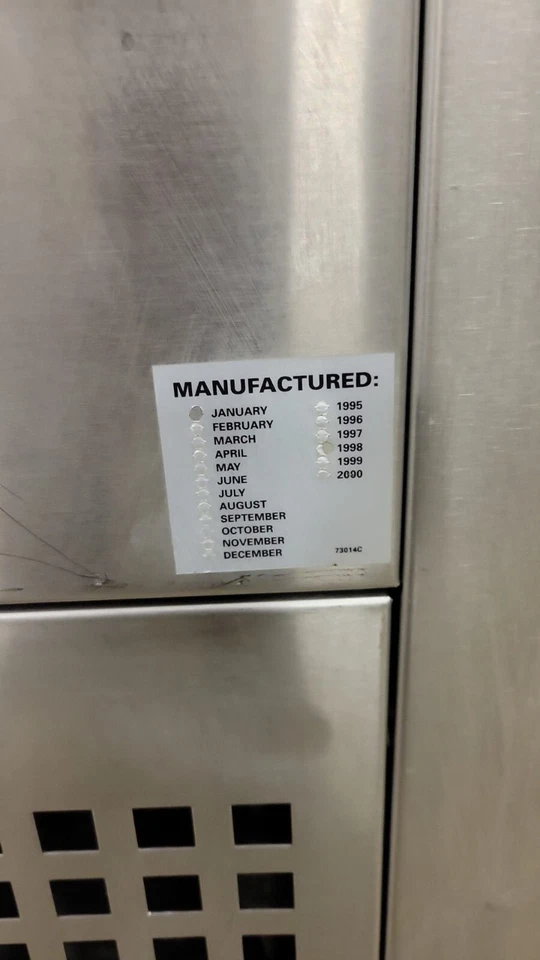 MANUFACTURED:
JANUARY 1995
FEBRUARY 1996
MARCH 1997
APRIL 1998
MAY 1999
JUNE 2000
JULY
AUGUST
SEPTEMBER
OCTOBER
NOVEMBER
DECEMBER 73014C